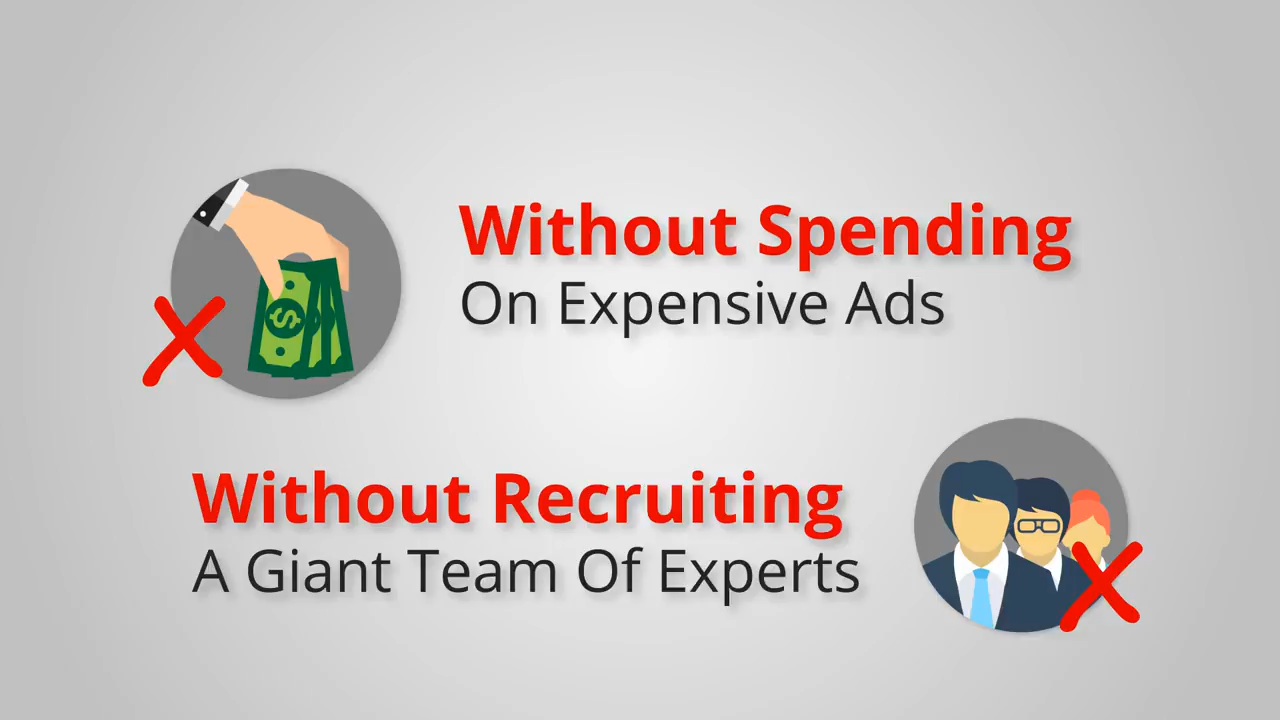 Without Spending
On Expensive Ads
Without Recruiting
A Giant Team Of Experts